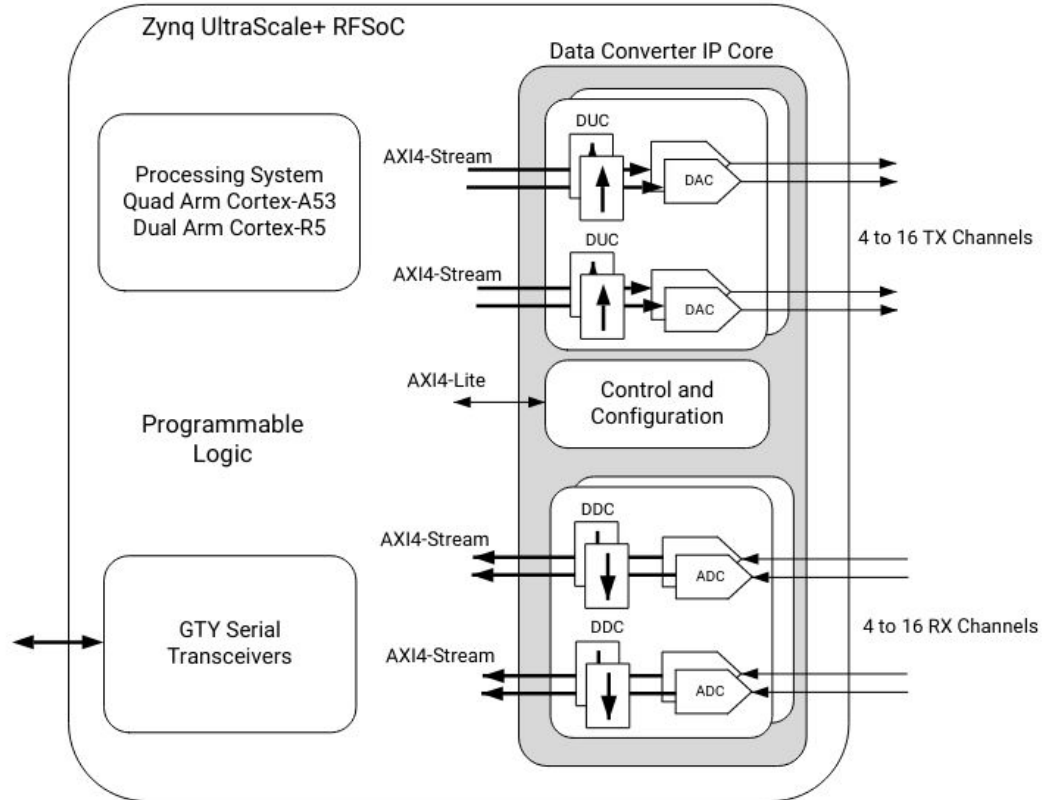 Zynq UltraScale+ RFSoC
Data Converter IP Core
Processing System
Quad Arm Cortex-A53
Dual Arm Cortex-R5
AXI4-Stream
DUC
DAC
4 to 16 TX Channels
AXI4-Stream
DUC
DAC
AXI4-Lite
Control and
Configuration
Programmable
Logic
AXI4-Stream
DDC
ADC
4 to 16 RX Channels
GTY Serial
Transceivers
AXI4-Stream
DDC
ADC